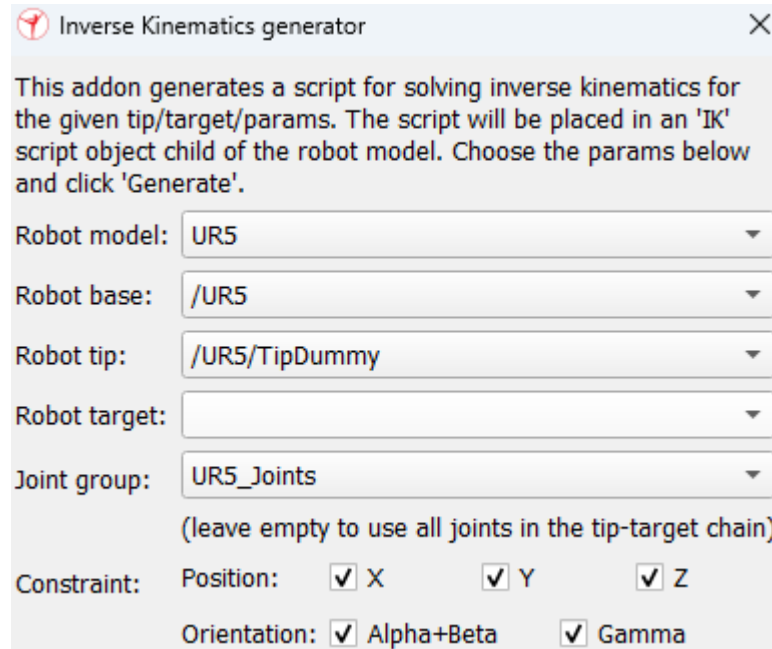 Inverse Kinematics generator
This addon generates a script for solving inverse kinematics for
the given tip/target/params. The script will be placed in an 'IK'
script object child of the robot model. Choose the params below
and click 'Generate'.
Robot model: UR5
Robot base: /UR5
Robot tip: /UR5/TipDummy
Robot target:
Joint group: UR5_Joints
(leave empty to use all joints in the tip-target chain)
Constraint: Position: X Y Z
Orientation: Alpha+Beta Gamma